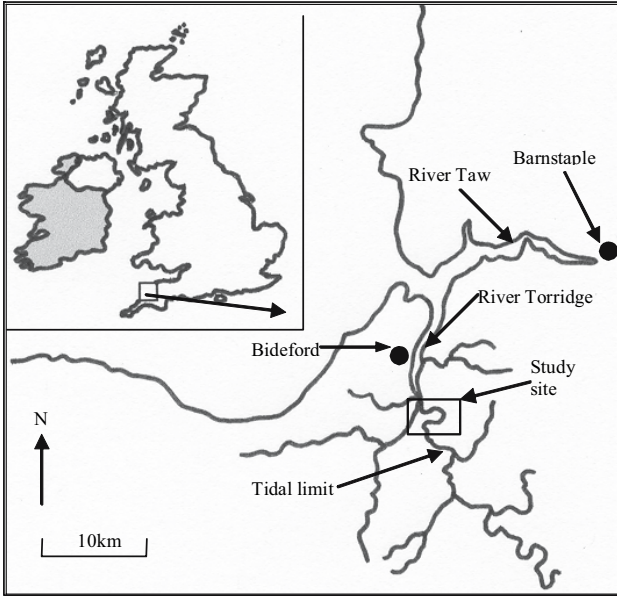 Barnstaple
River Taw
River Torridge
Bideford
Study
site
N
Tidal limit
10km